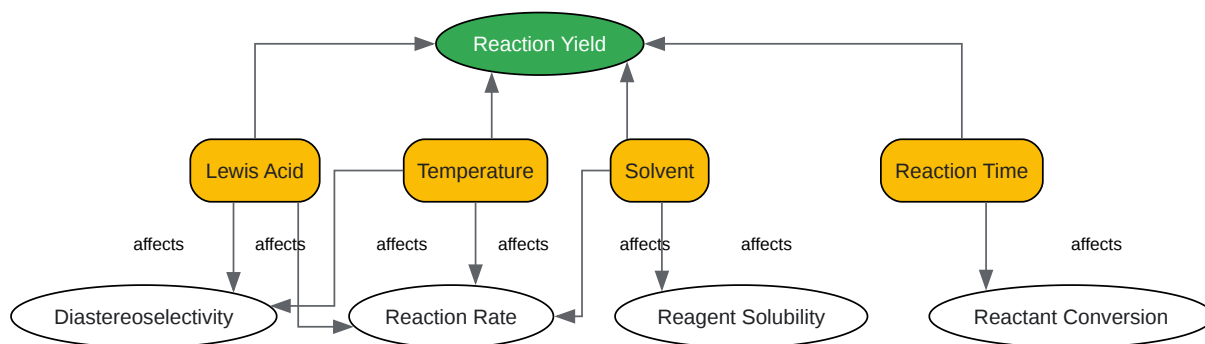 Reaction Yield
Lewis Acid
Temperature
Solvent
Reaction Time
affects
affects
affects
affects
affects
affects
affects
Diastereoselectivity
Reaction Rate
Reagent Solubility
Reactant Conversion